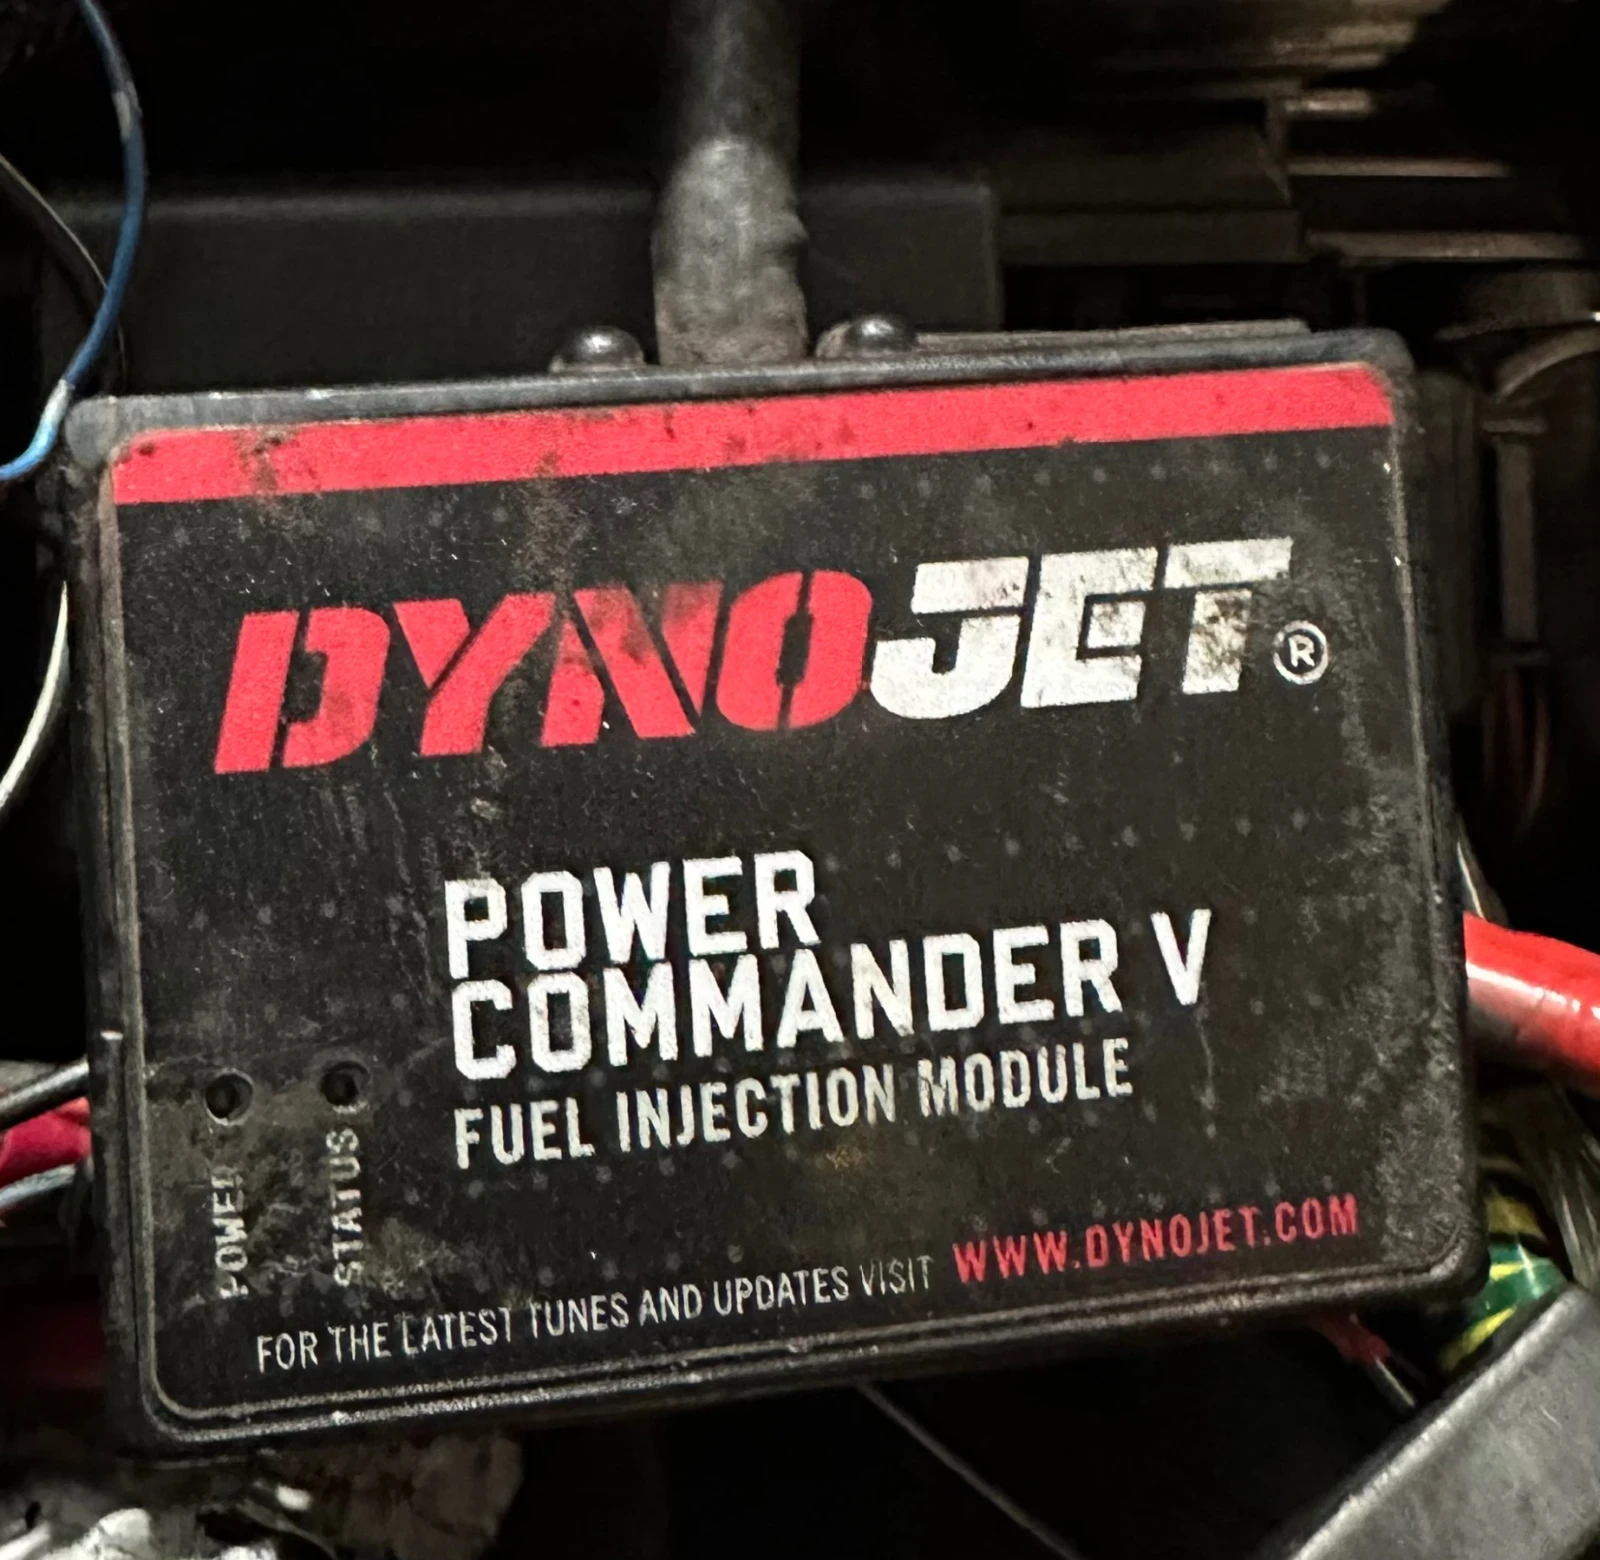 DYNOJET®
POWER
COMMANDER V
FUEL INJECTION MODULE
POWER
STATUS
FOR THE LATEST TUNES AND UPDATES VISIT WWW.DYNOJET.COM